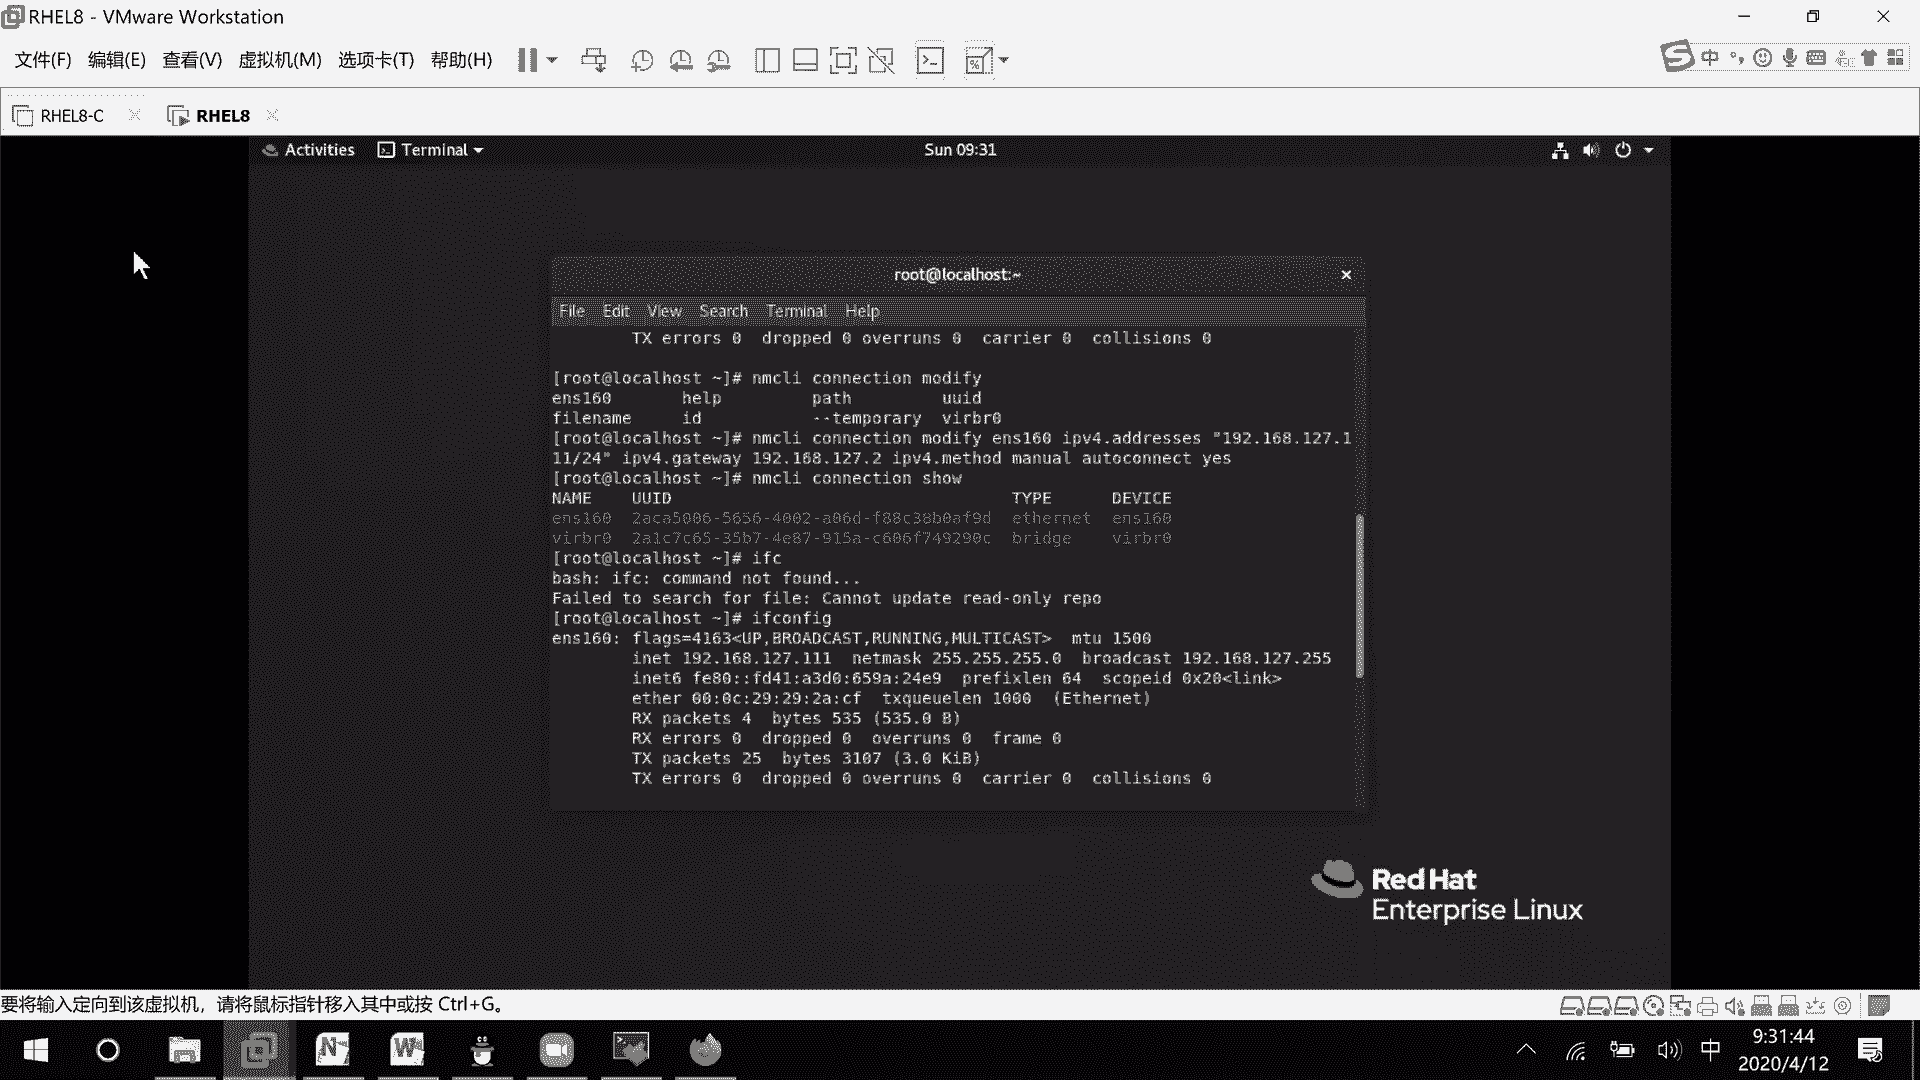 RHEL8 - VMware Workstation
文件(F) 编辑(E) 查看(V) 虚拟机(M) 选项卡(T) 帮助(H)
中
RHEL8-C RHEL8
Activities Terminal Sun 09:31
root@localhost:~
File Edit View Search Terminal Help
TX errors 0 dropped 0 overruns 0 carrier 0 collisions 0
[root@localhost ~]# nmcli connection modify
ens160 help path uuid
filename id --temporary virbr0
[root@localhost ~]# nmcli connection modify ens160 ipv4.addresses "192.168.127.1
11/24" ipv4.gateway 192.168.127.2 ipv4.method manual autoconnect yes
[root@localhost ~]# nmcli connection show
NAME UUID TYPE DEVICE
ens160 2aca5006-5656-4002-a06d-f88c38b0af9d ethernet ens160
virbr0 2a1c7c65-35b7-4e87-915a-c606f749290c bridge virbr0
[root@localhost ~]# ifc
bash: ifc: command not found...
Failed to search for file: Cannot update read-only repo
[root@localhost ~]# ifconfig
ens160: flags=4163<UP,BROADCAST,RUNNING,MULTICAST> mtu 1500
inet 192.168.127.111 netmask 255.255.255.0 broadcast 192.168.127.255
inet6 fe80::fd41:a3d0:659a:24e9 prefixlen 64 scopeid 0x20<link>
ether 00:0c:29:29:2a:cf txqueuelen 1000 (Ethernet)
RX packets 4 bytes 535 (535.0 B)
RX errors 0 dropped 0 overruns 0 frame 0
TX packets 25 bytes 3107 (3.0 KiB)
TX errors 0 dropped 0 overruns 0 carrier 0 collisions 0
Red Hat
Enterprise Linux
要将输入定向到该虚拟机，请将鼠标指针移入其中或按 Ctrl+G。
中
9:31:44
2020/4/12